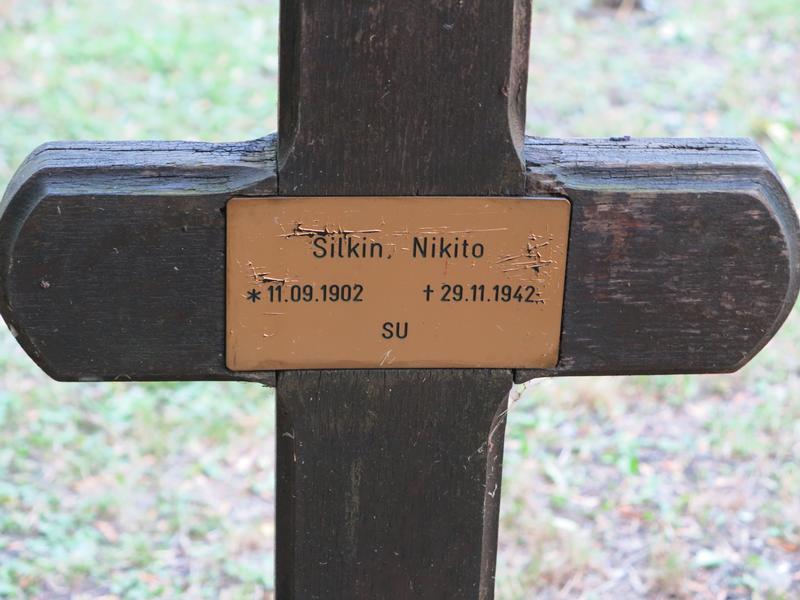 Silkin, Nikito
* 11.09.1902 † 29.11.1942
SU